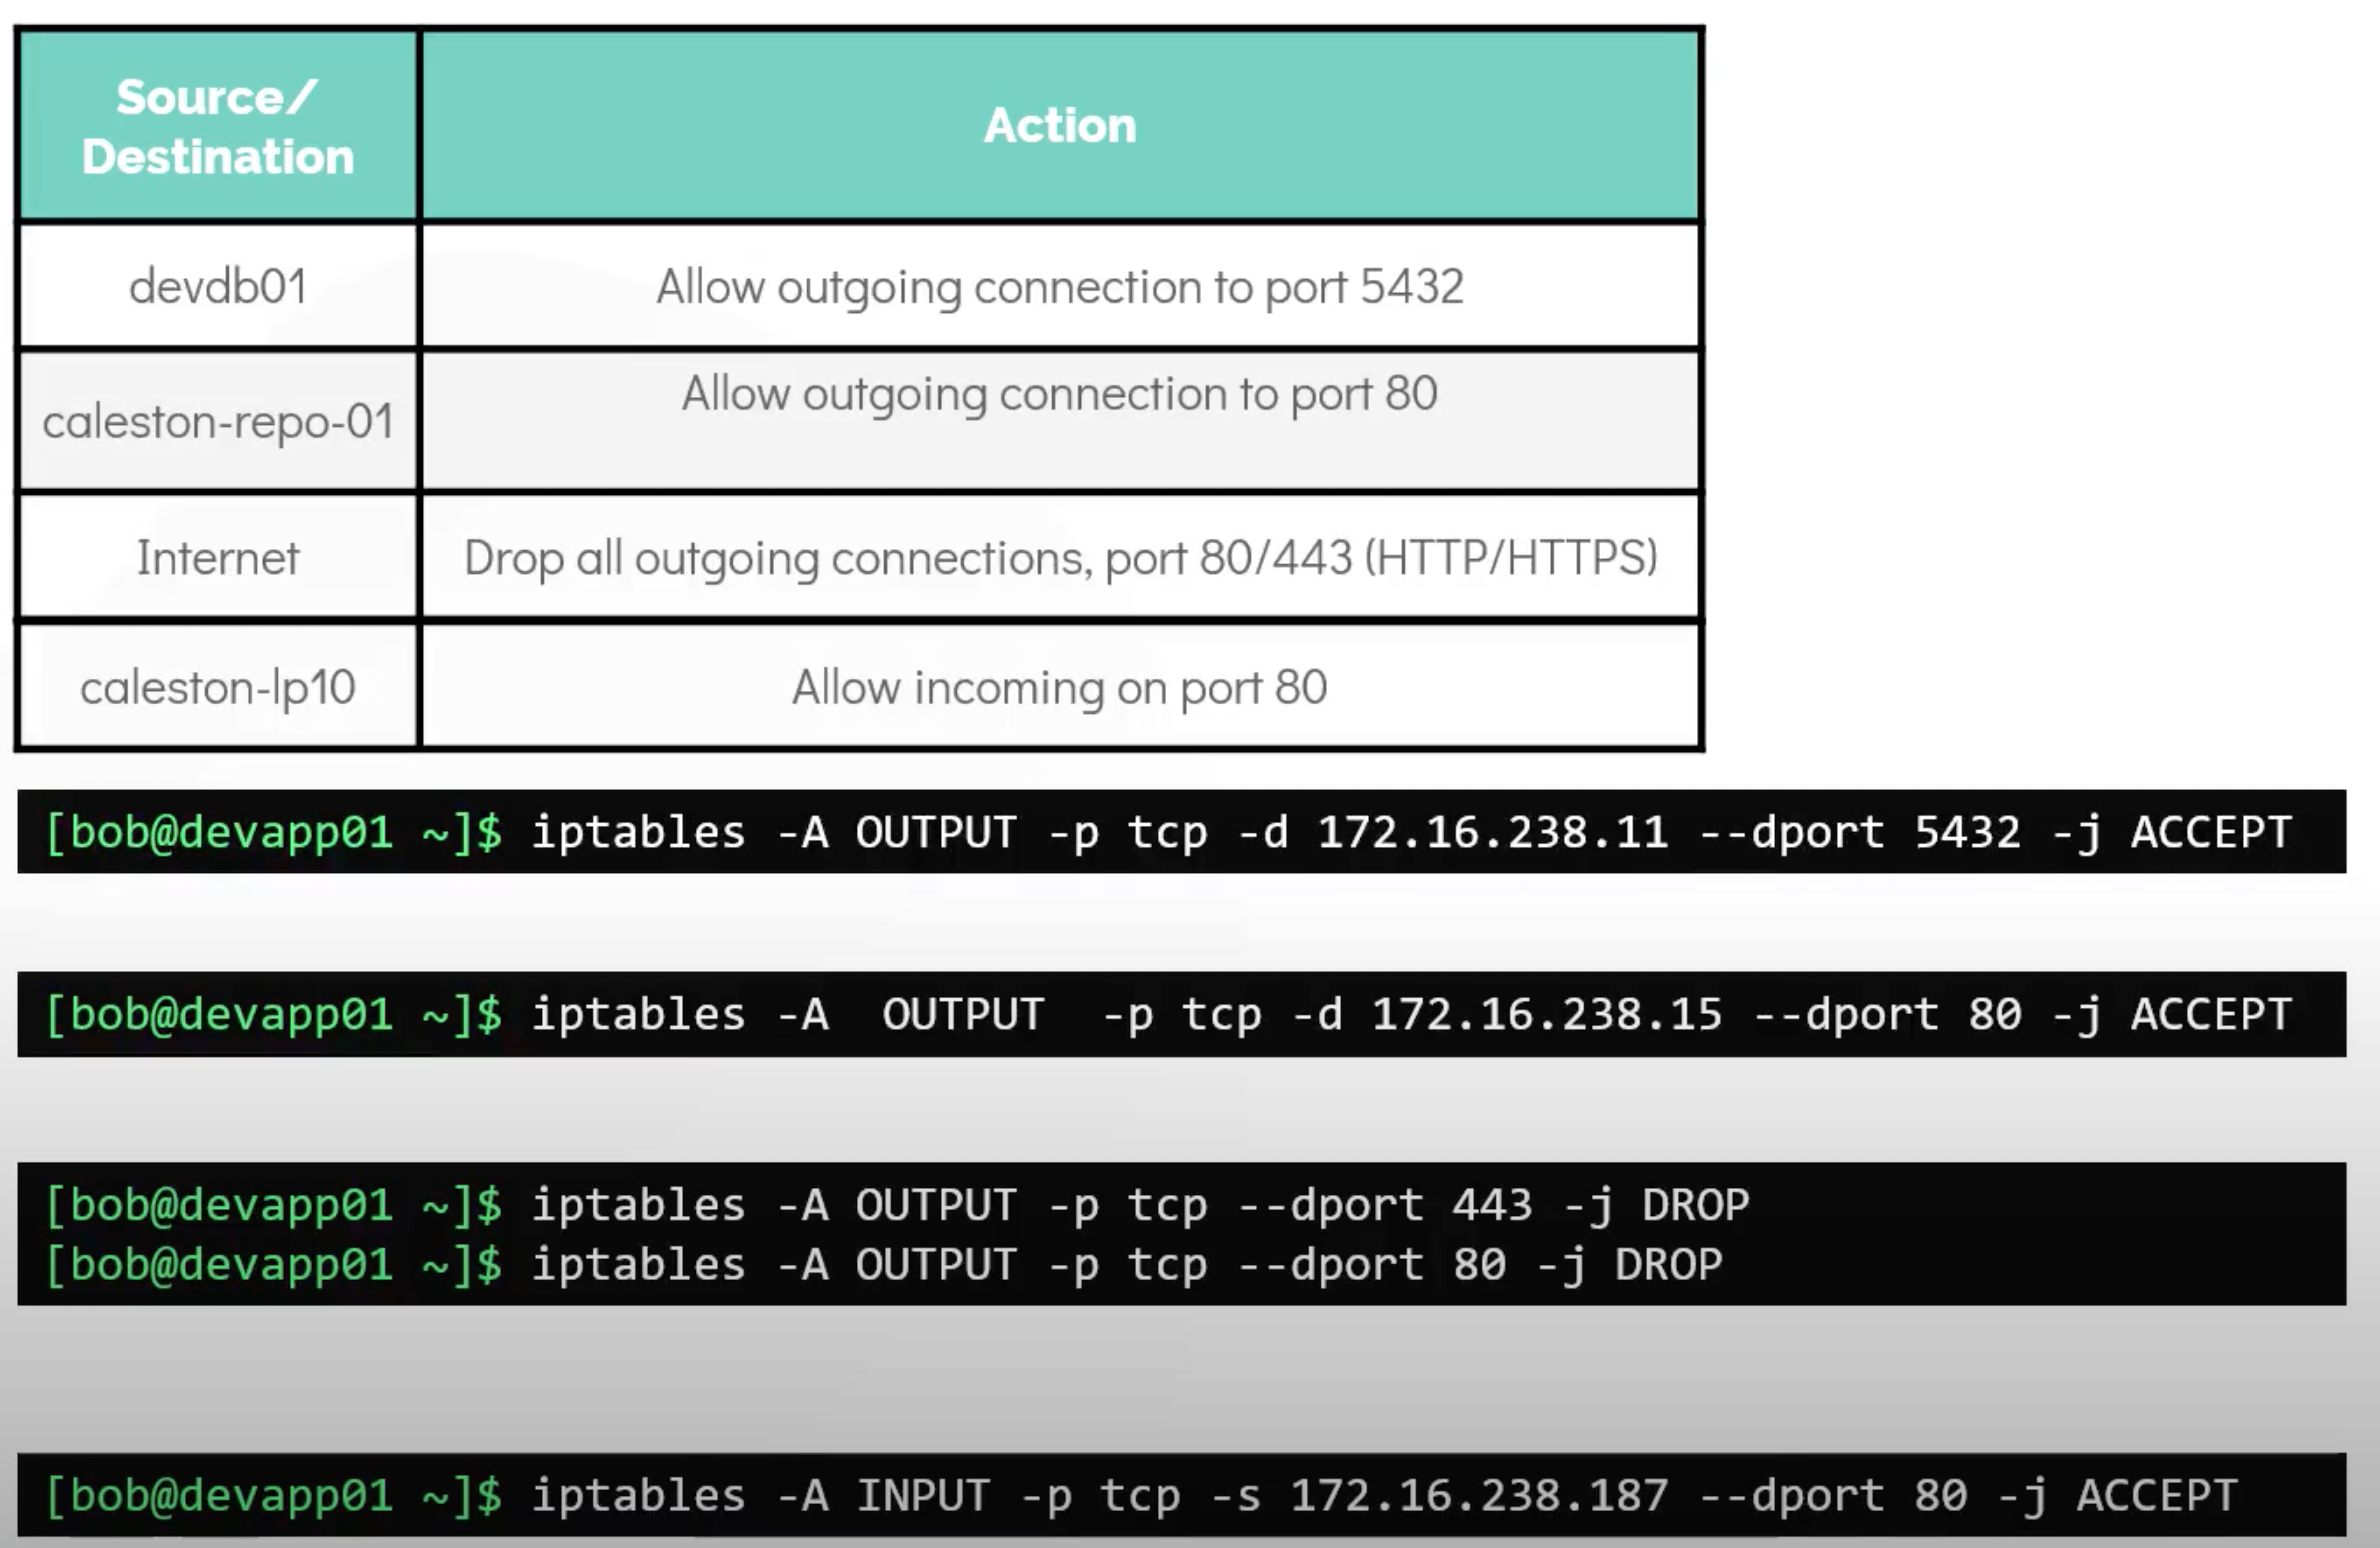 Source/
Destination
Action
devdb01
Allow outgoing connection to port 5432
caleston-repo-01
Allow outgoing connection to port 80
Internet
Drop all outgoing connections, port 80/443 (HTTP/HTTPS)
caleston-lp10
Allow incoming on port 80
[bob@devapp01 ~]$ iptables -A OUTPUT -p tcp -d 172.16.238.11 --dport 5432 -j ACCEPT
[bob@devapp01 ~]$ iptables -A  OUTPUT  -p tcp -d 172.16.238.15 --dport 80 -j ACCEPT
[bob@devapp01 ~]$ iptables -A OUTPUT -p tcp --dport 443 -j DROP
[bob@devapp01 ~]$ iptables -A OUTPUT -p tcp --dport 80 -j DROP
[bob@devapp01 ~]$ iptables -A INPUT -p tcp -s 172.16.238.187 --dport 80 -j ACCEPT